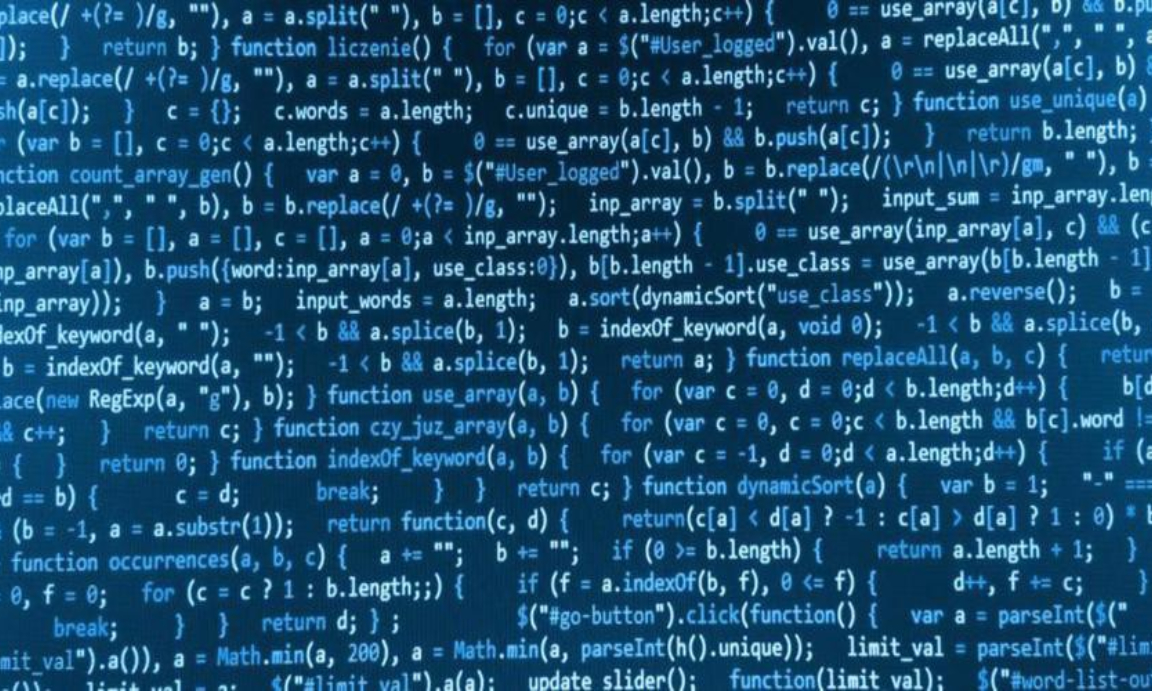 place(/ +(?= )/g, ""), a = a.split(" "), b = [], c = 0;c < a.length;c++) { 0 == use_array(a[c], b) && b.pu
]); } return b; } function liczenie() { for (var a = $("#User_logged").val(), a = replaceAll(",", " ", a
= a.replace(/ +(?= )/g, ""), a = a.split(" "), b = [], c = 0;c < a.length;c++) { 0 == use_array(a[c], b) &
sh(a[c]); } c = {}; c.words = a.length; c.unique = b.length - 1; return c; } function use_unique(a)
(var b = [], c = 0;c < a.length;c++) { 0 == use_array(a[c], b) && b.push(a[c]); } return b.length;
nction count_array_gen() { var a = 0, b = $("#User_logged").val(), b = b.replace(/(\r\n|\n|\r)/gm, " "), b =
placeAll(",", " ", b), b = b.replace(/ +(?= )/g, ""); inp_array = b.split(" "); input_sum = inp_array.len
for (var b = [], a = [], c = [], a = 0;a < inp_array.length;a++) { 0 == use_array(inp_array[a], c) && (c
np_array[a]), b.push({word:inp_array[a], use_class:0}), b[b.length - 1].use_class = use_array(b[b.length - 1]
inp_array)); } a = b; input_words = a.length; a.sort(dynamicSort("use_class")); a.reverse(); b =
dexOf_keyword(a, " "); -1 < b && a.splice(b, 1); b = indexOf_keyword(a, void 0); -1 < b && a.splice(b,
b = indexOf_keyword(a, ""); -1 < b && a.splice(b, 1); return a; } function replaceAll(a, b, c) { retur
lace(new RegExp(a, "g"), b); } function use_array(a, b) { for (var c = 0, d = 0;d < b.length;d++) { b[d
&& c++; } return c; } function czy_juz_array(a, b) { for (var c = 0, c = 0;c < b.length && b[c].word !=
{ } return 0; } function indexOf_keyword(a, b) { for (var c = -1, d = 0;d < a.length;d++) { if (a
d == b) { c = d; break; } } return c; } function dynamicSort(a) { var b = 1; "-" ===
(b = -1, a = a.substr(1)); return function(c, d) { return(c[a] < d[a] ? -1 : c[a] > d[a] ? 1 : 0) * b
function occurrences(a, b, c) { a += ""; b += ""; if (0 >= b.length) { return a.length + 1; }
0, f = 0; for (c = c ? 1 : b.length;;) { if (f = a.indexOf(b, f), 0 <= f) { d++, f += c; }
break; } } return d; } ; $("#go-button").click(function() { var a = parseInt($("
mit_val").a()), a = Math.min(a, 200), a = Math.min(a, parseInt(h().unique)); limit_val = parseInt($("#lim
limit_val = a; $("#limit_val").a(a); update_slider(); function(limit_val); $("#word-list-ou